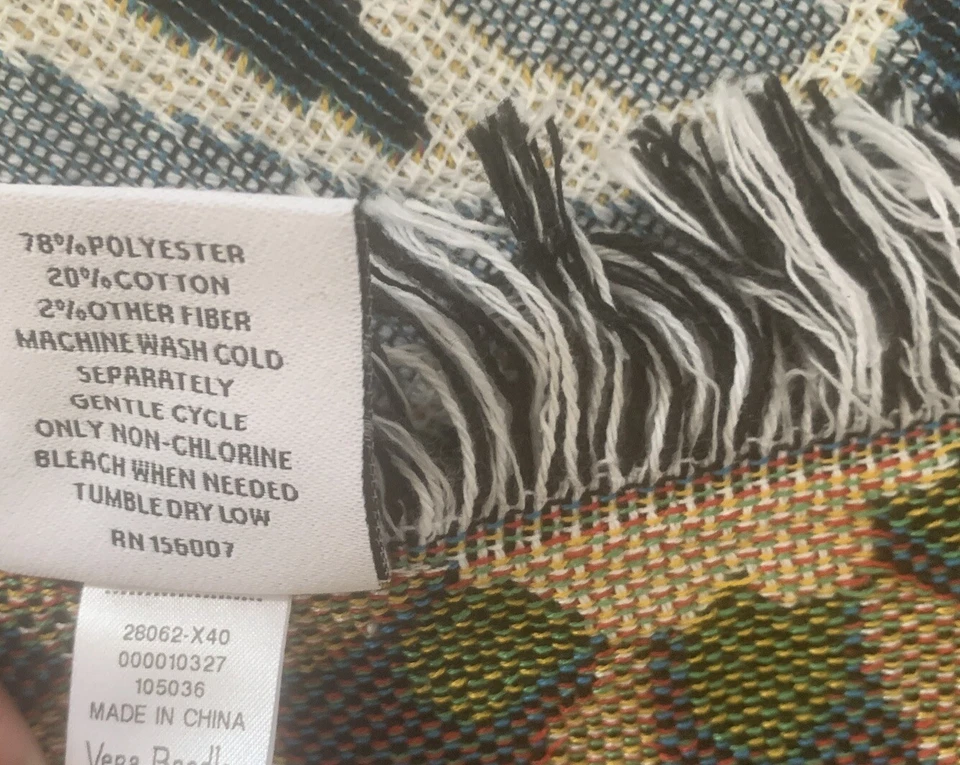 78%POLYESTER
20%COTTON
2%OTHER FIBER
MACHINE WASH COLD
SEPARATELY
GENTLE CYCLE
ONLY NON-CHLORINE
BLEACH WHEN NEEDED
TUMBLE DRY LOW
RN 156007
28062-X40
000010327
105036
MADE IN CHINA
Vera